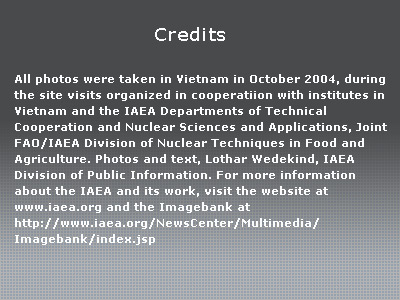 Credits
All photos were taken in Vietnam in October 2004, during
the site visits organized in cooperatiion with institutes in
Vietnam and the IAEA Departments of Technical
Cooperation and Nuclear Sciences and Applications, Joint
FAO/IAEA Division of Nuclear Techniques in Food and
Agriculture. Photos and text, Lothar Wedekind, IAEA
Division of Public Information. For more information
about the IAEA and its work, visit the website at
www.iaea.org and the Imagebank at
http://www.iaea.org/NewsCenter/Multimedia/
Imagebank/index.jsp